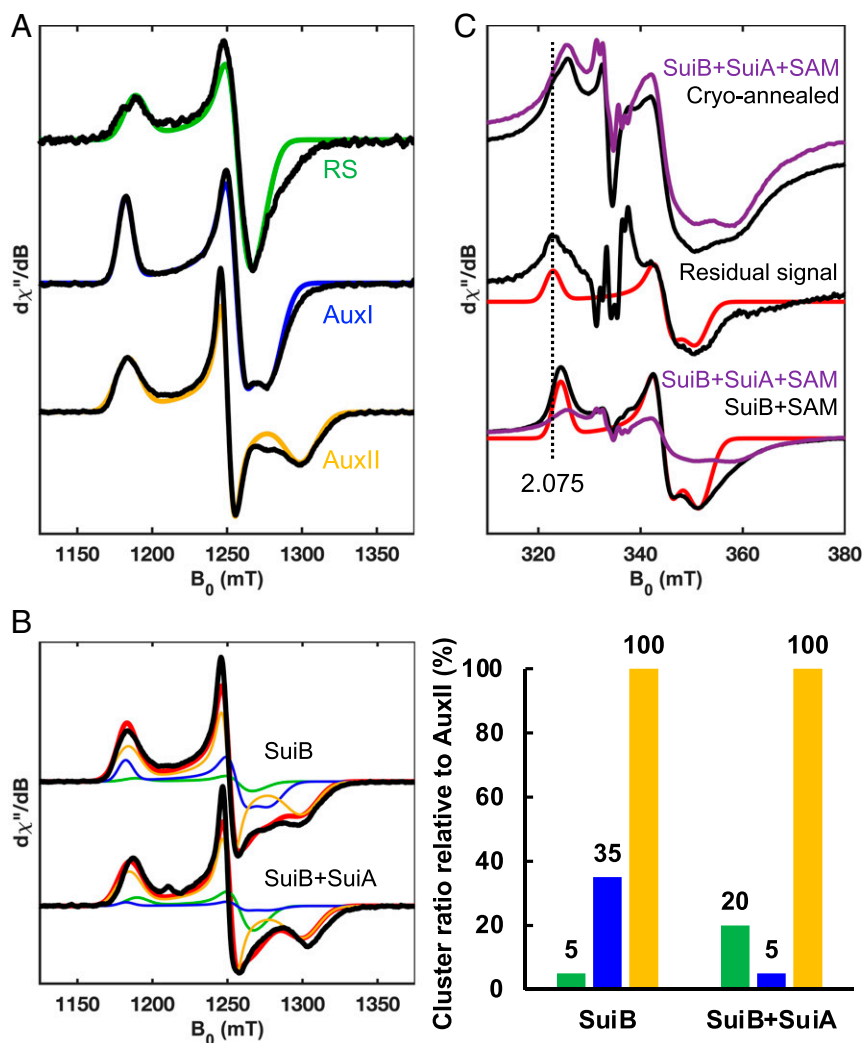 A
RS
AuxI
AuxII
dχ"/dB
1150 1200 1250 1300 1350
B₀ (mT)
C
SuiB+SuiA+SAM
Cryo-annealed
Residual signal
SuiB+SuiA+SAM
SuiB+SAM
2.075
dχ"/dB
320 340 360 380
B₀ (mT)
B
SuiB
SuiB+SuiA
dχ"/dB
1150 1200 1250 1300 1350
B₀ (mT)
Cluster ratio relative to AuxII (%)
100
80
60
40
20
0
5 35 100
20 5 100
SuiB SuiB+SuiA